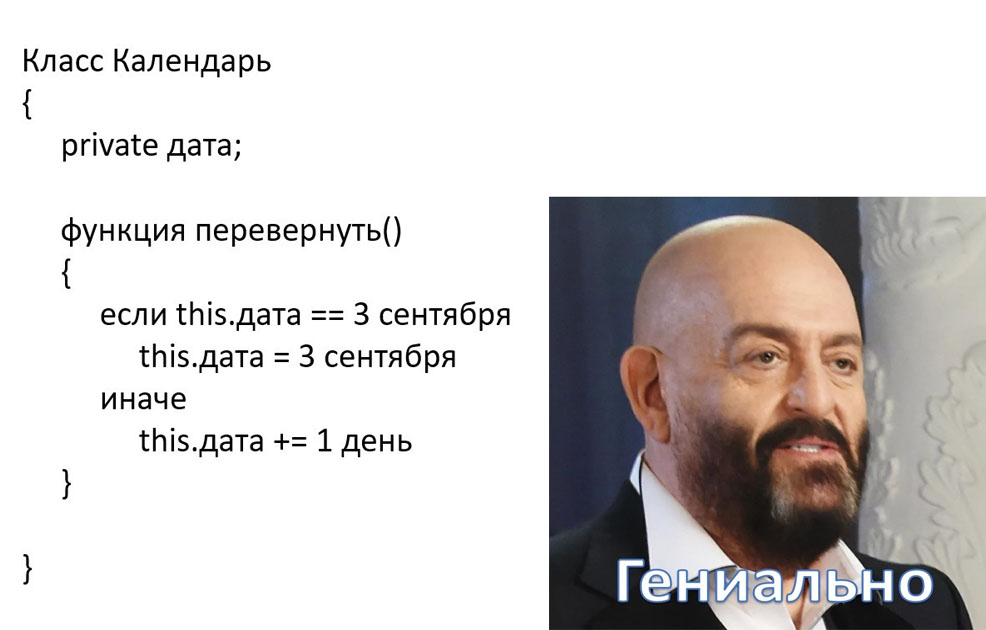 Класс Календарь
{
private дата;
функция перевернуть()
{
если this.дата == 3 сентября
this.дата = 3 сентября
иначе
this.дата += 1 день
}
}
Гениально